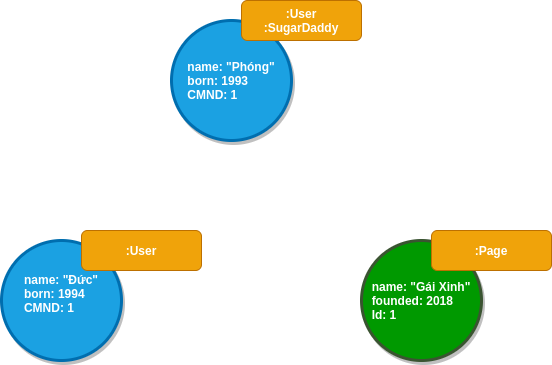 :User
:SugarDaddy
name: "Phóng"
born: 1993
CMND: 1
:User
name: "Đức"
born: 1994
CMND: 1
:Page
name: "Gái Xinh"
founded: 2018
Id: 1